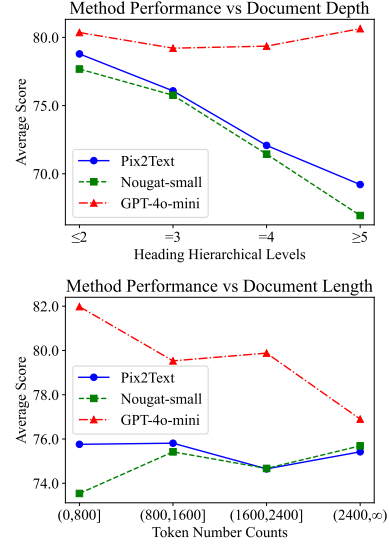 Method Performance vs Document Depth
80.0
75.0
70.0
Average Score
Pix2Text
Nougat-small
GPT-4o-mini
≤2 =3 =4 ≥5
Heading Hierarchical Levels
Method Performance vs Document Length
82.0
80.0
78.0
76.0
74.0
Average Score
Pix2Text
Nougat-small
GPT-4o-mini
(0,800] (800,1600] (1600,2400] (2400,∞)
Token Number Counts